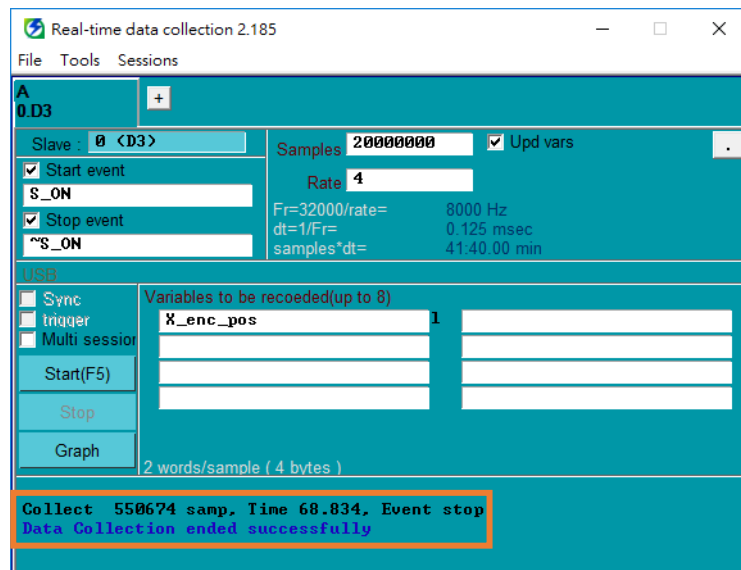 Real-time data collection 2.185
File Tools Sessions
A
0.D3
+
Slave : 0 (D3)
Samples 20000000
Upd vars
.
Start event
S_ON
Rate 4
Stop event
~S_ON
Fr=32000/rate= 8000 Hz
dt=1/Fr= 0.125 msec
samples*dt= 41:40.00 min
USB
Sync
trigger
Multi session
Variables to be recoeded(up to 8)
X_enc_pos
1
Start(F5)
Stop
Graph
2 words/sample ( 4 bytes )
Collect 550674 samp, Time 68.834, Event stop
Data Collection ended successfully